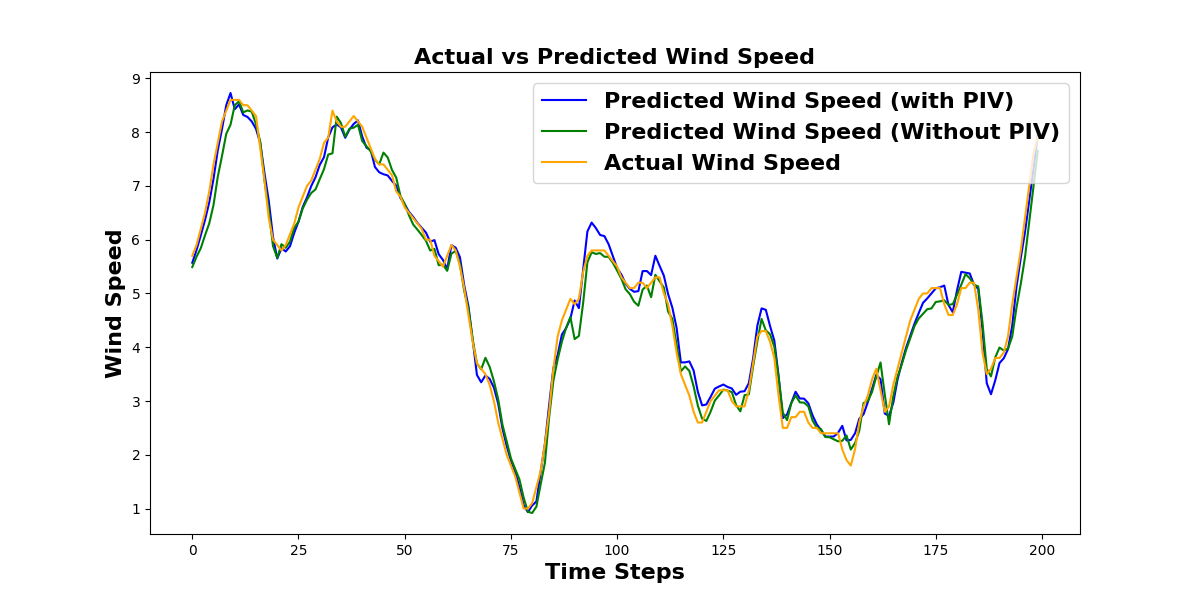 Actual vs Predicted Wind Speed
Predicted Wind Speed (with PIV)
Predicted Wind Speed (Without PIV)
Actual Wind Speed
9
8
7
6
5
4
3
2
1
Wind Speed
0 25 50 75 100 125 150 175 200
Time Steps